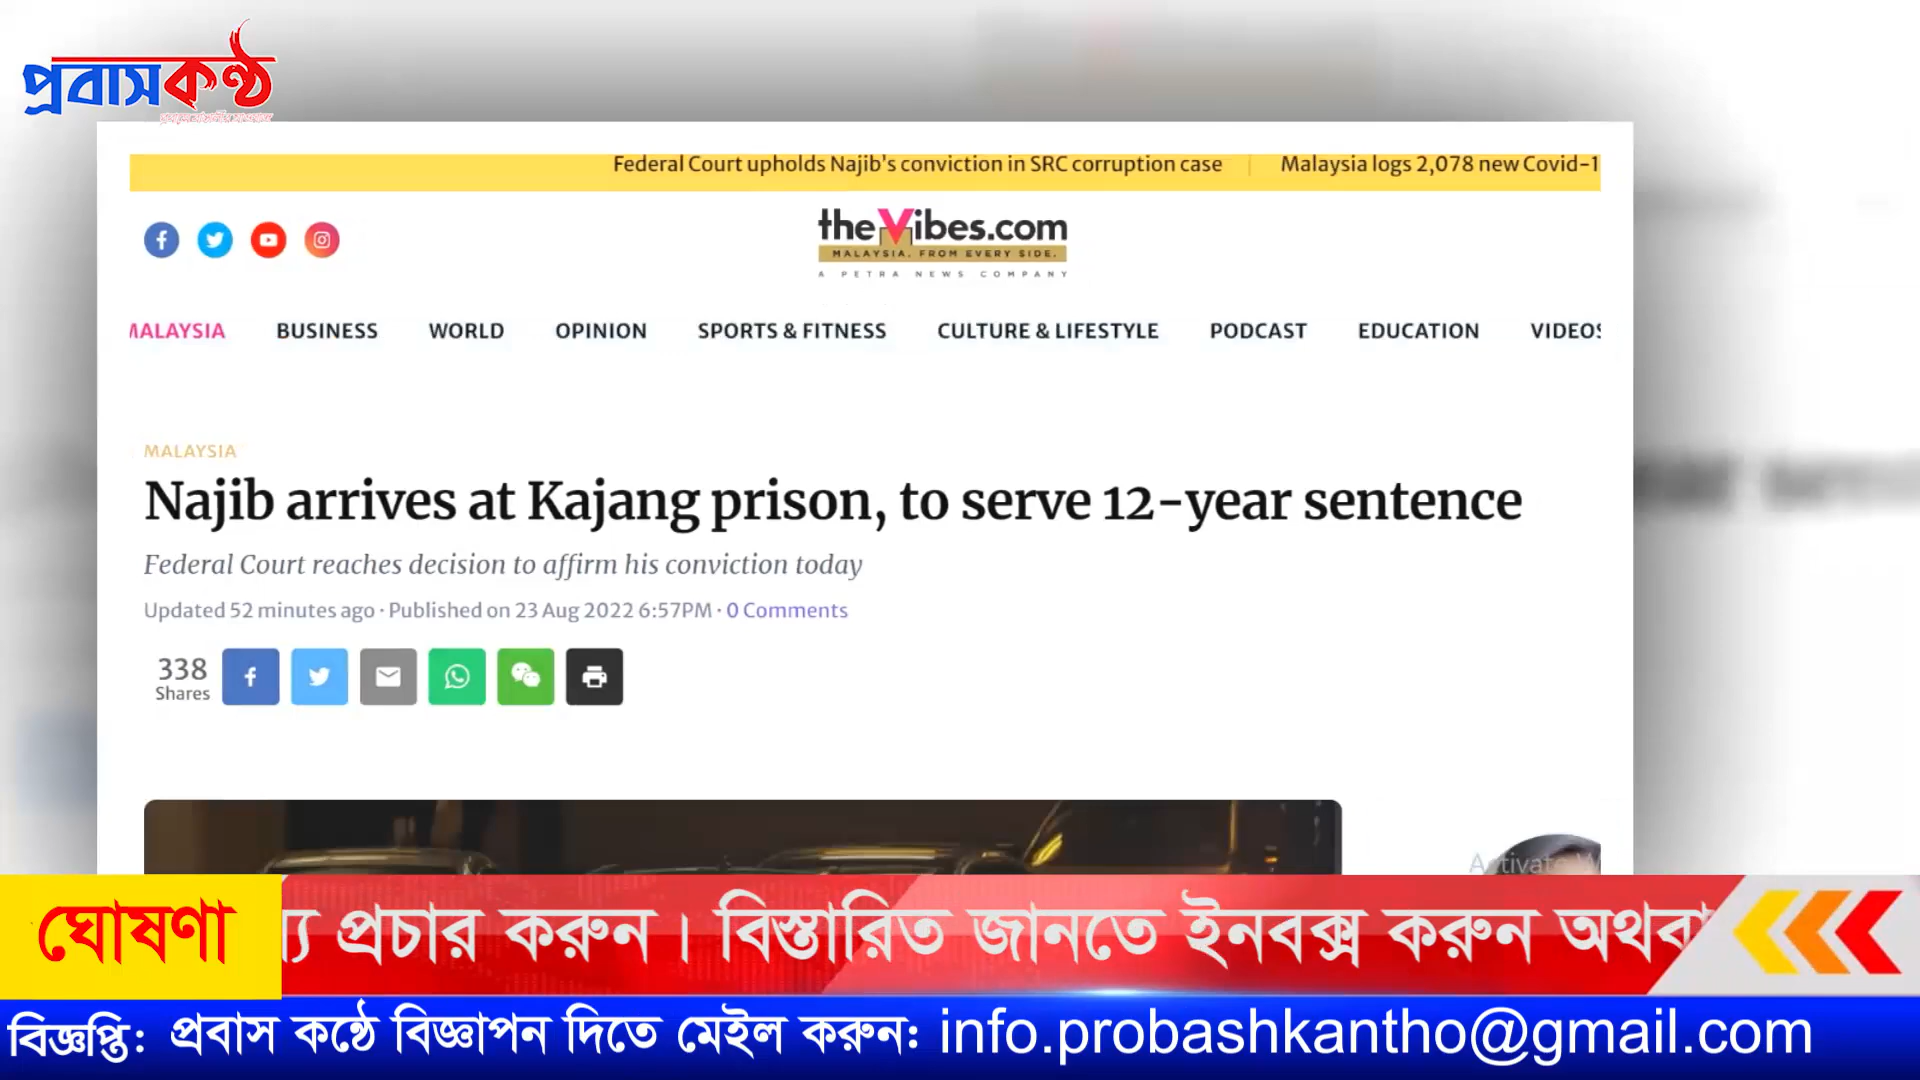 প্রবাসকণ্ঠ
Federal Court upholds Najib's conviction in SRC corruption case | Malaysia logs 2,078 new Covid-1
theVibes.com
MALAYSIA. FROM EVERY SIDE.
A PETRA NEWS COMPANY
MALAYSIA BUSINESS WORLD OPINION SPORTS & FITNESS CULTURE & LIFESTYLE PODCAST EDUCATION VIDEOS
MALAYSIA
Najib arrives at Kajang prison, to serve 12-year sentence
Federal Court reaches decision to affirm his conviction today
Updated 52 minutes ago · Published on 23 Aug 2022 6:57PM · 0 Comments
338
Shares
Activate W
ঘোষণা
্য প্রচার করুন। বিস্তারিত জানতে ইনবক্স করুন অথবা
বিজ্ঞপ্তি: প্রবাস কন্ঠে বিজ্ঞাপন দিতে মেইল করুনঃ info.probashkantho@gmail.com